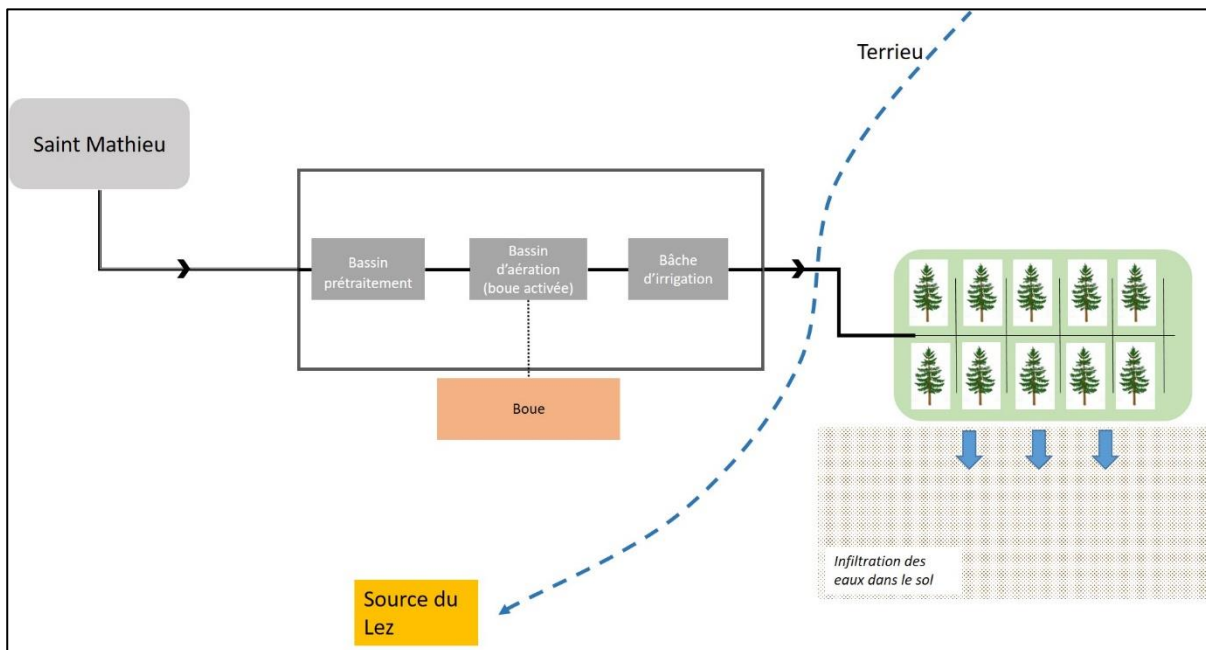 Terrieu
Saint Mathieu
Bassin
prétraitement
Bassin
d'aération
(boue activée)
Bâche
d'irrigation
Boue
Infiltration des
eaux dans le sol
Source du
Lez